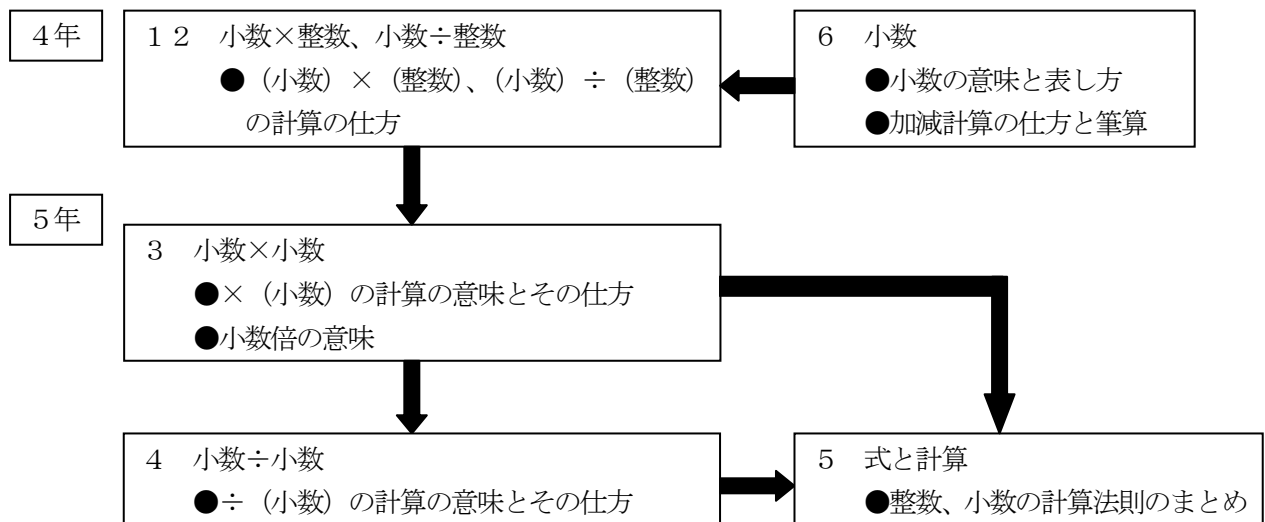 4年
12 小数×整数、小数÷整数
●（小数）×（整数）、（小数）÷（整数）
の計算の仕方
6 小数
●小数の意味と表し方
●加減計算の仕方と筆算
5年
3 小数×小数
●×（小数）の計算の意味とその仕方
●小数倍の意味
4 小数÷小数
●÷（小数）の計算の意味とその仕方
5 式と計算
●整数、小数の計算法則のまとめ